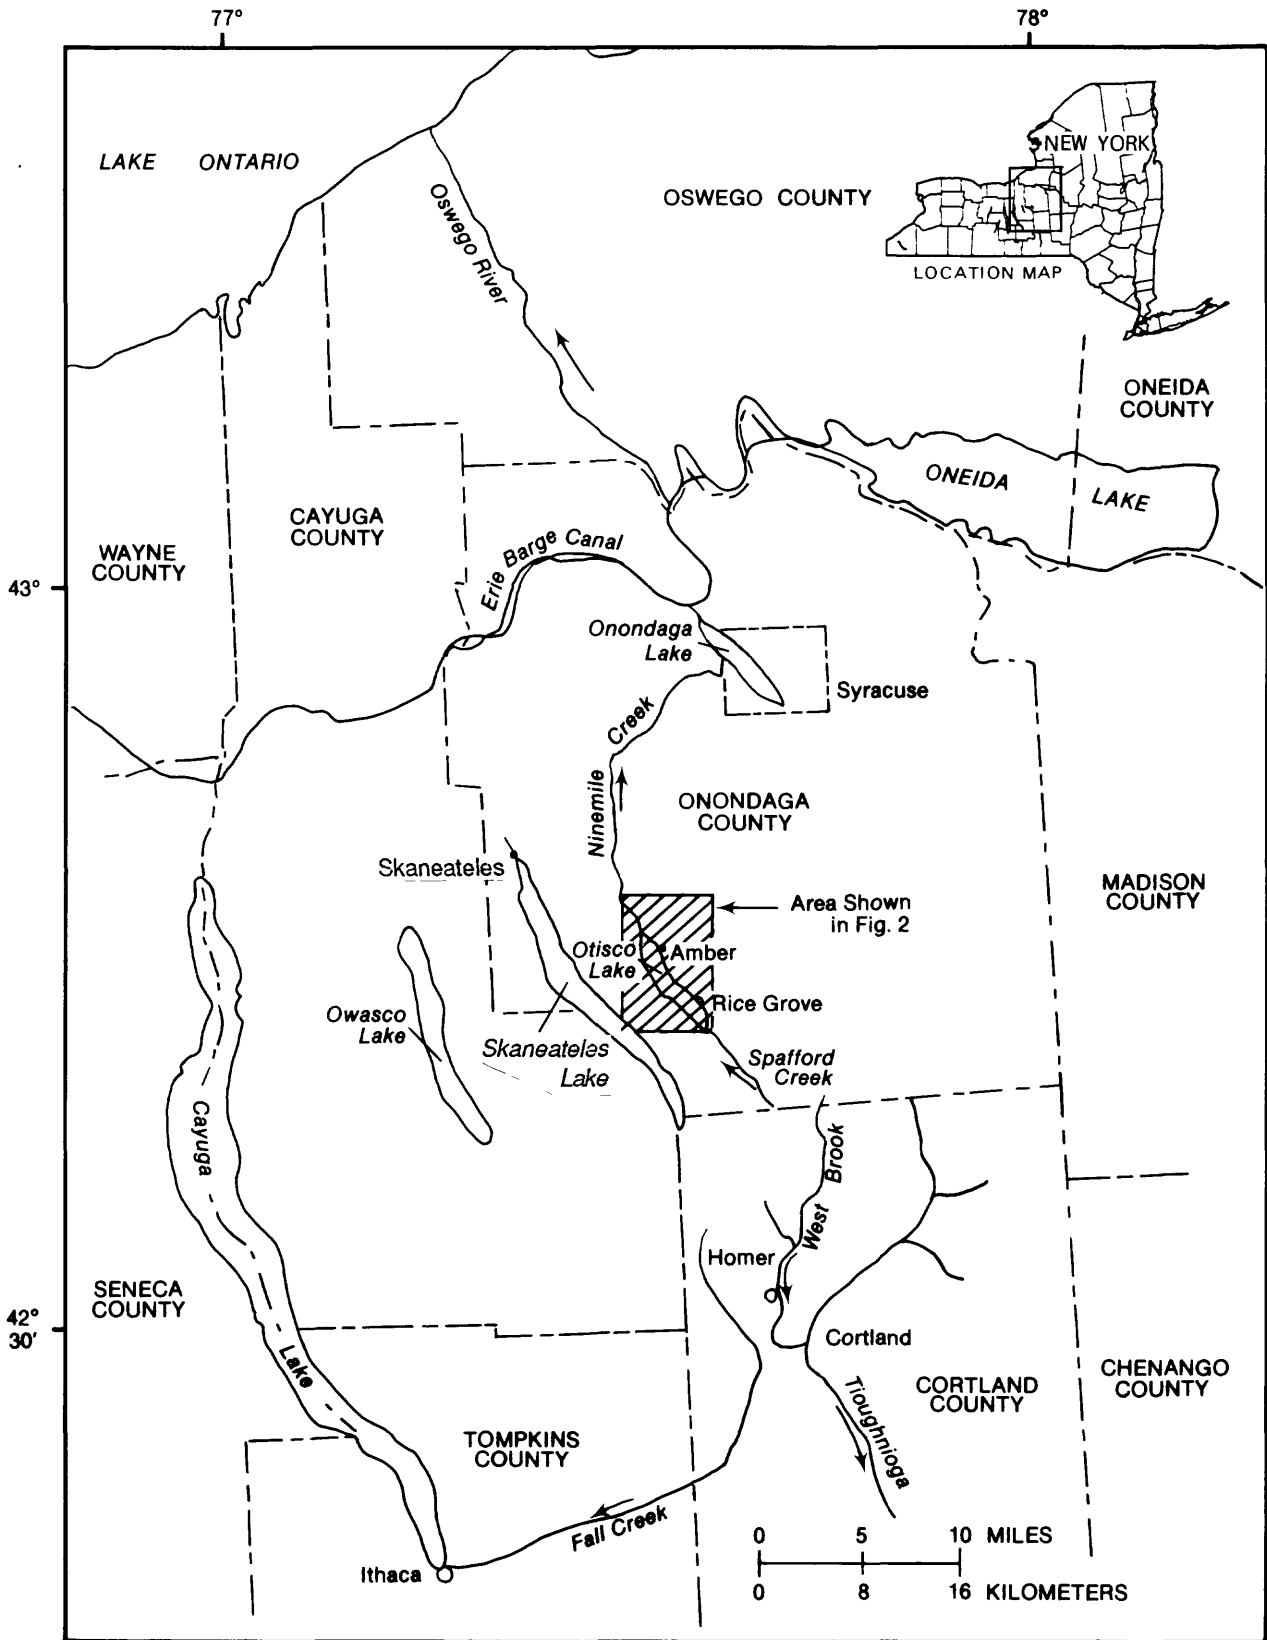 77°
78°
LAKE ONTARIO
Oswego River
OSWEGO COUNTY
NEW YORK
LOCATION MAP
ONEIDA
COUNTY
ONEIDA LAKE
CAYUGA
COUNTY
WAYNE
COUNTY
Erie Barge Canal
43°
Onondaga
Lake
Syracuse
Ninemile Creek
ONONDAGA
COUNTY
Skaneateles
Area Shown
in Fig. 2
MADISON
COUNTY
Otisco
Lake
Amber
Rice Grove
Owasco
Lake
Skaneateles
Lake
Spafford
Creek
Cayuga Lake
West Brook
Homer
SENECA
COUNTY
42°
30'
Cortland
CORTLAND
COUNTY
CHENANGO
COUNTY
Tioughnioga
TOMPKINS
COUNTY
Fall Creek
Ithaca
0 5 10 MILES
0 8 16 KILOMETERS